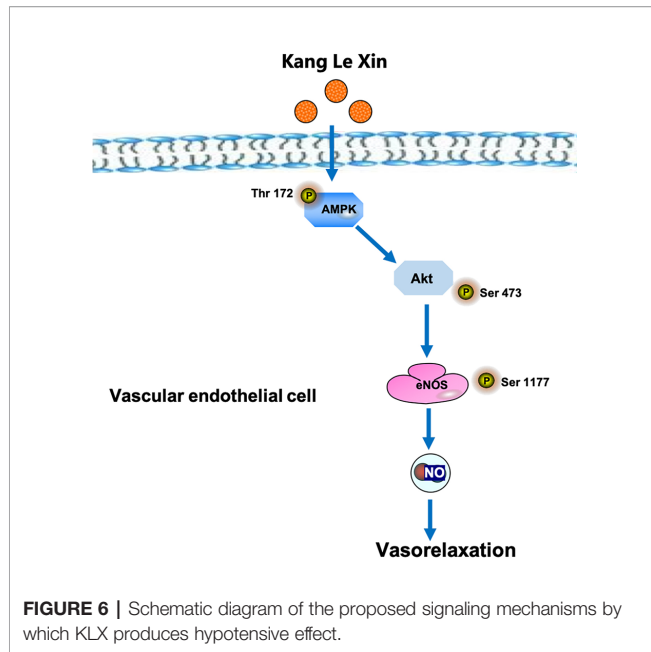 Kang Le Xin
Thr 172
P
AMPK
Akt
P
Ser 473
eNOS
P
Ser 1177
Vascular endothelial cell
NO
Vasorelaxation
FIGURE 6 | Schematic diagram of the proposed signaling mechanisms by
which KLX produces hypotensive effect.